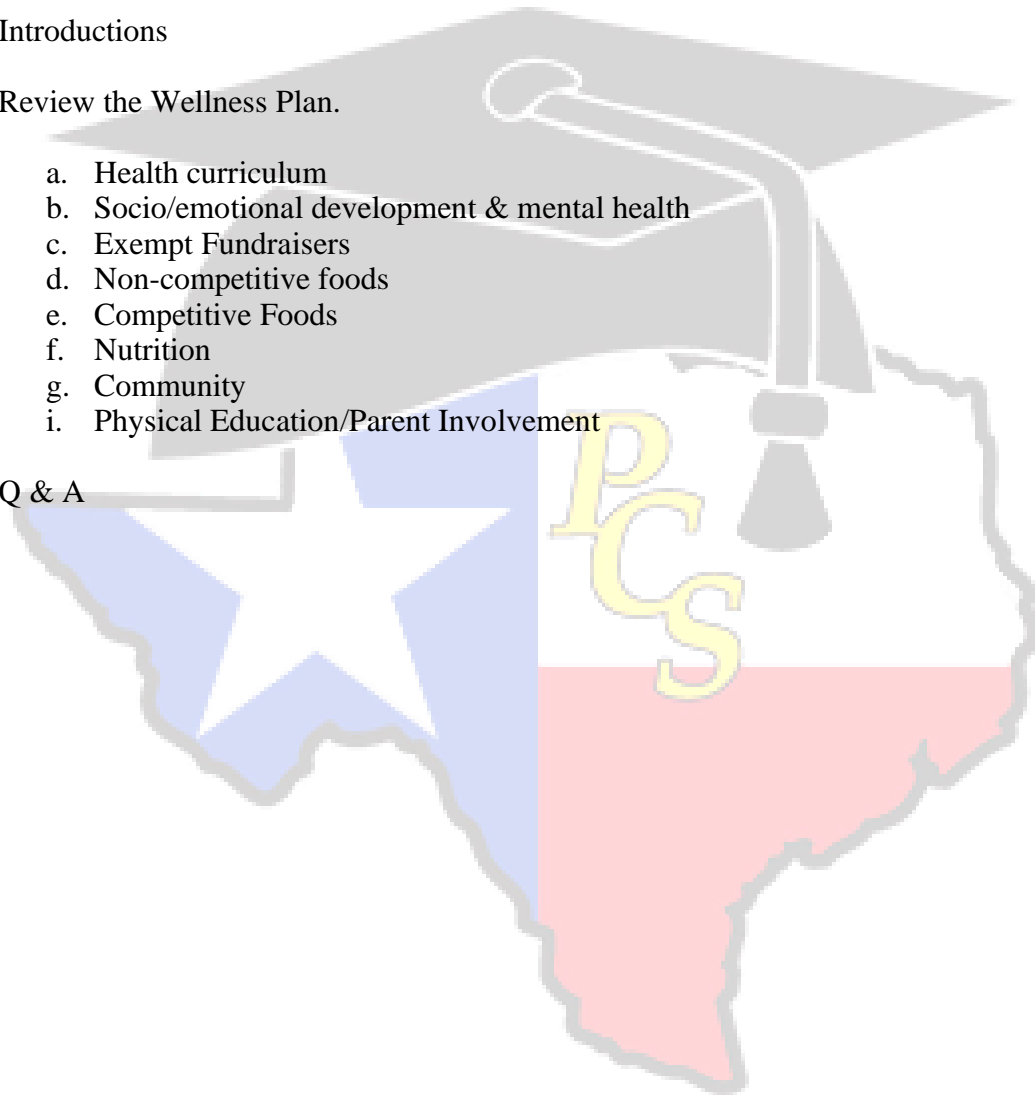 Introductions
Review the Wellness Plan.
a. Health curriculum
b. Socio/emotional development & mental health
c. Exempt Fundraisers
d. Non-competitive foods
e. Competitive Foods
f. Nutrition
g. Community
i. Physical Education/Parent Involvement
Q & A
PCS